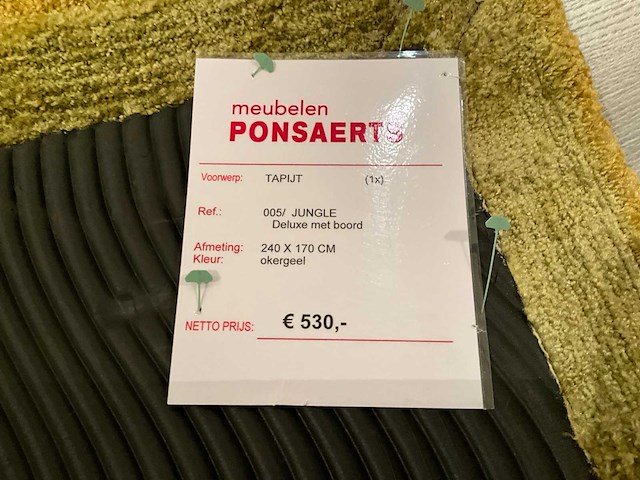 meubelen
PONSAERTS
Voorwerp: TAPIJT (1x)
Ref.: 005/ JUNGLE
Deluxe met boord
Afmeting: 240 X 170 CM
Kleur: okergeel
NETTO PRIJS: € 530,-